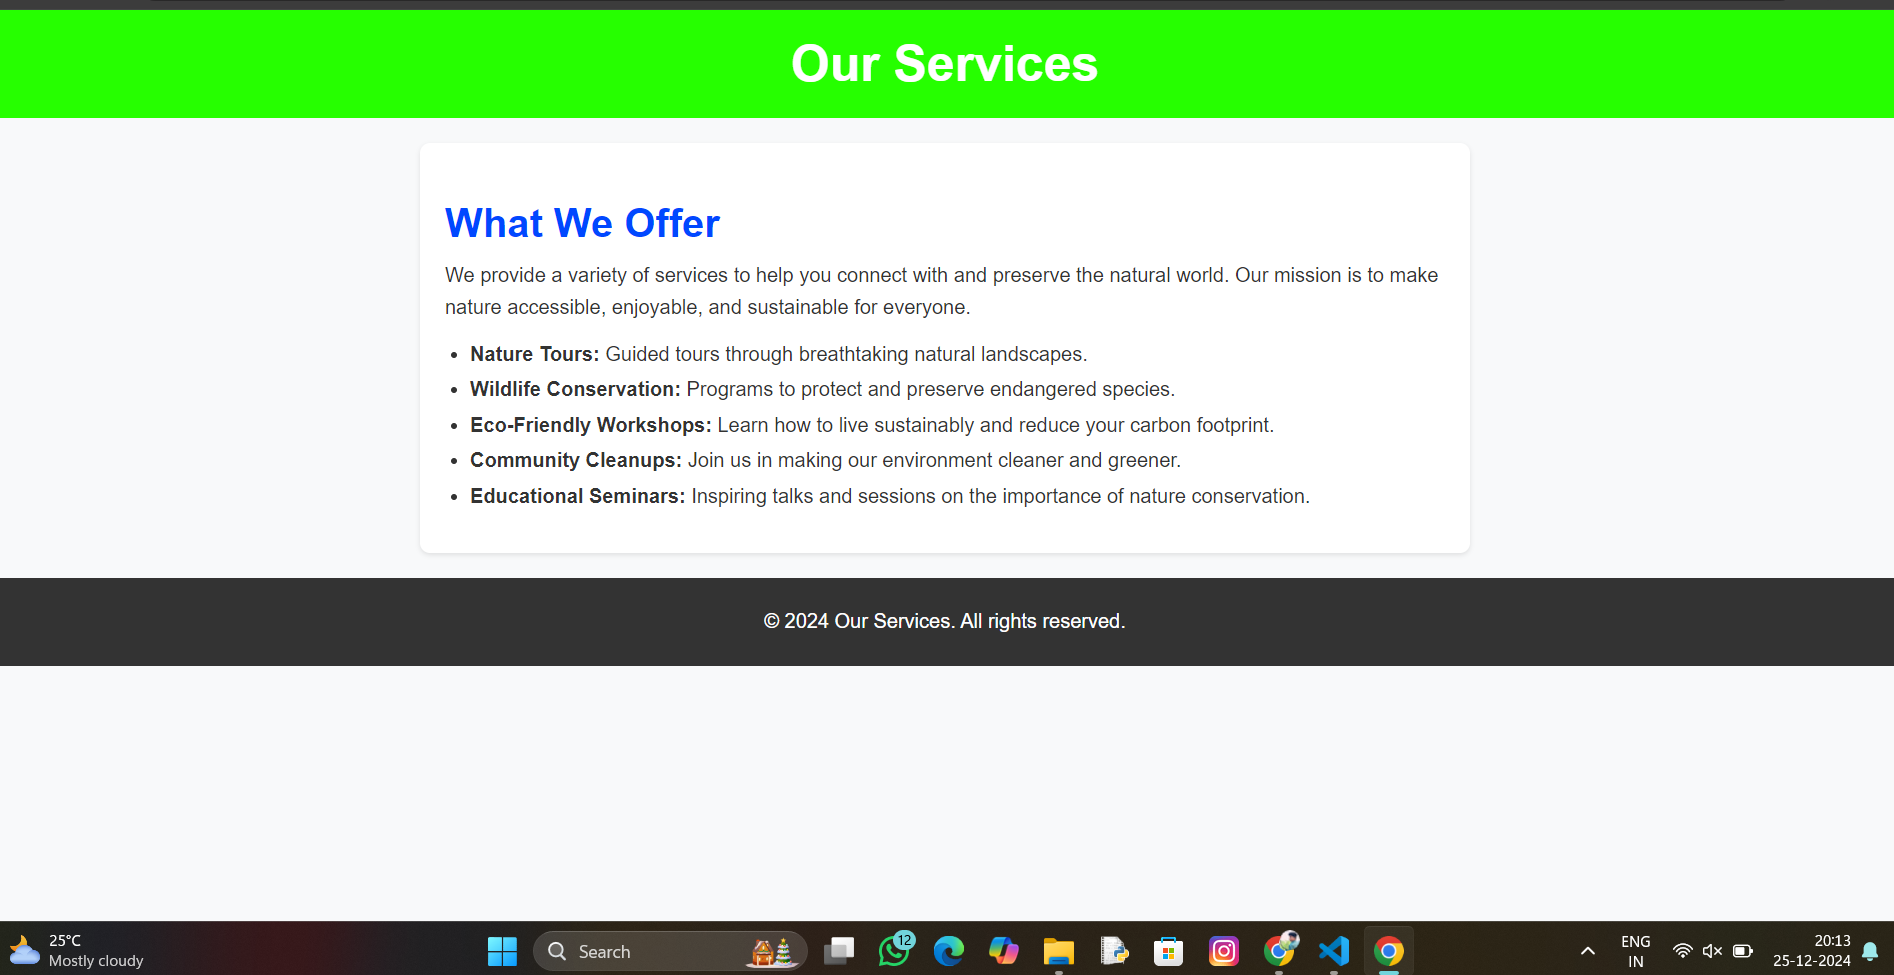 Our Services
What We Offer
We provide a variety of services to help you connect with and preserve the natural world. Our mission is to make
nature accessible, enjoyable, and sustainable for everyone.
• Nature Tours: Guided tours through breathtaking natural landscapes.
• Wildlife Conservation: Programs to protect and preserve endangered species.
• Eco-Friendly Workshops: Learn how to live sustainably and reduce your carbon footprint.
• Community Cleanups: Join us in making our environment cleaner and greener.
• Educational Seminars: Inspiring talks and sessions on the importance of nature conservation.
© 2024 Our Services. All rights reserved.
25°C
Mostly cloudy
Search
12
ENG
IN
20:13
25-12-2024